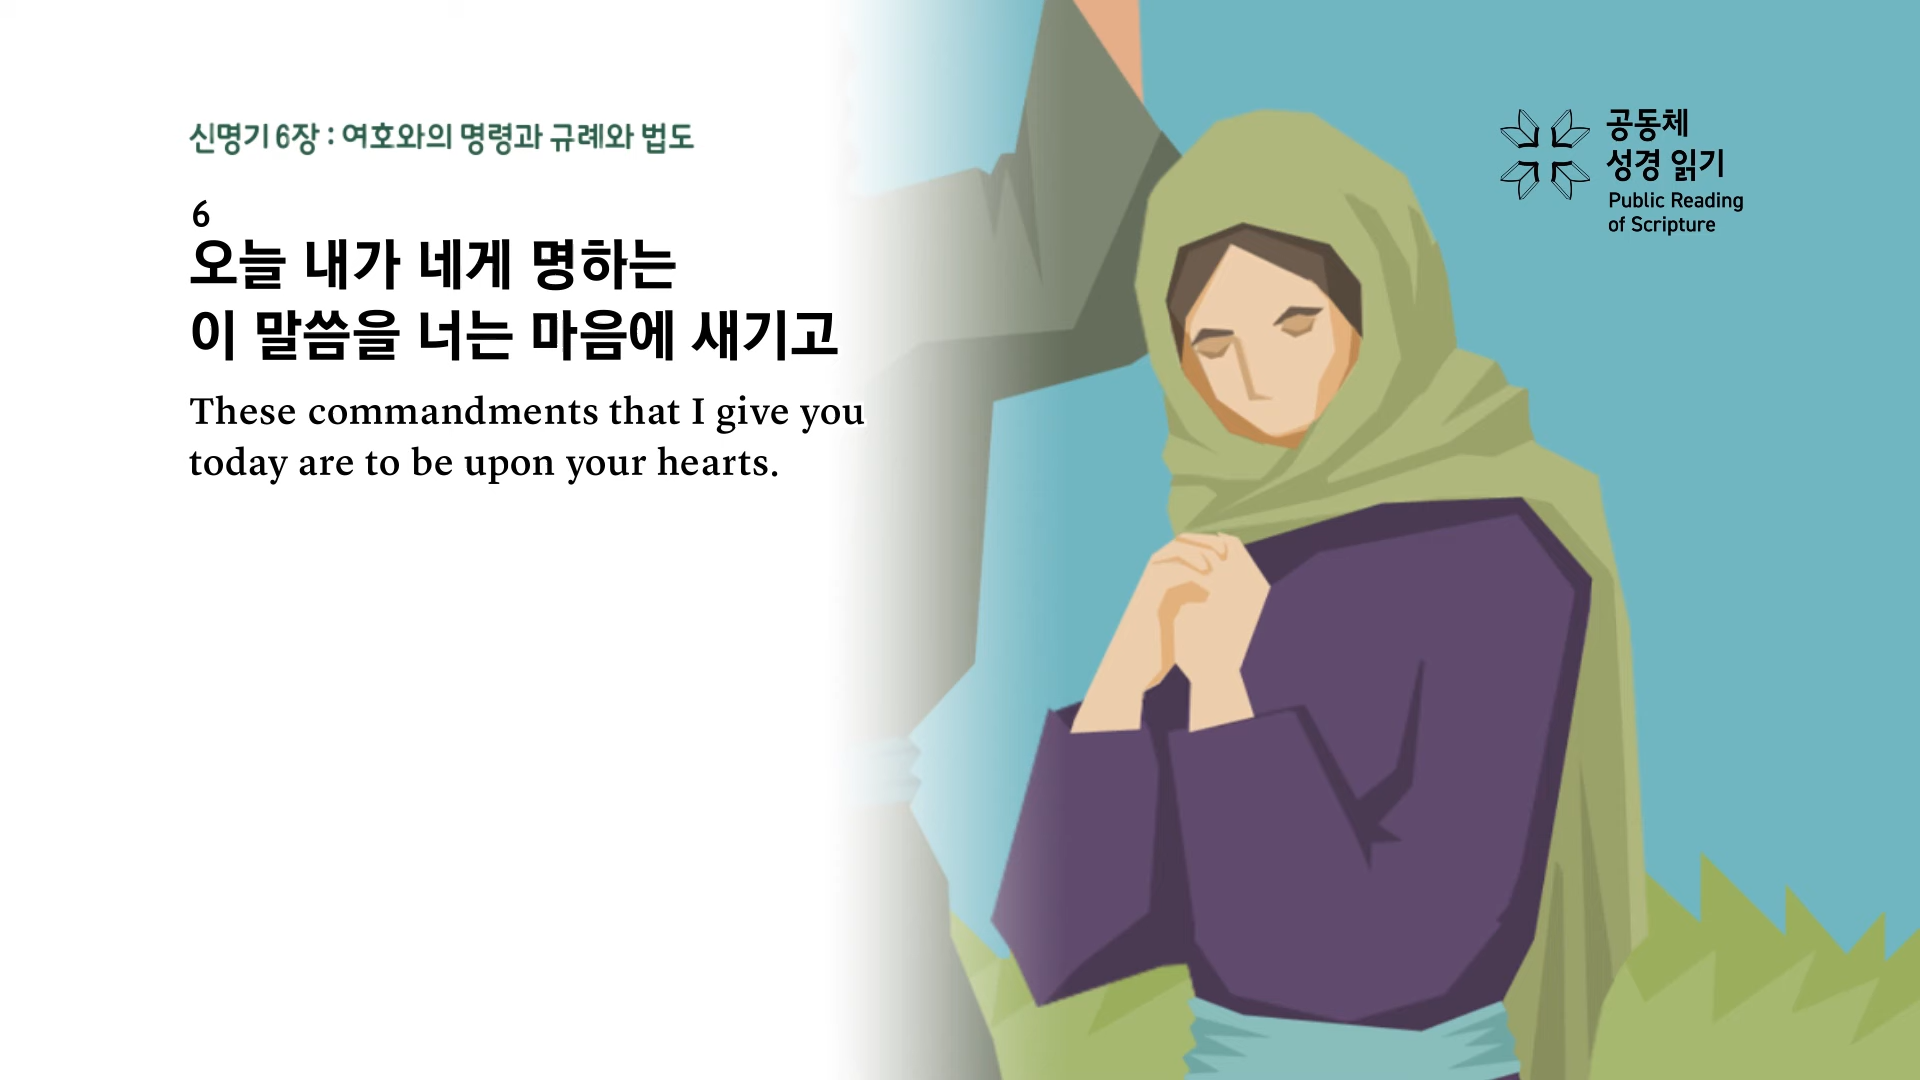 신명기 6장 : 여호와의 명령과 규례와 법도
6
오늘 내가 네게 명하는
이 말씀을 너는 마음에 새기고
These commandments that I give you
today are to be upon your hearts.
공동체
성경 읽기
Public Reading
of Scripture